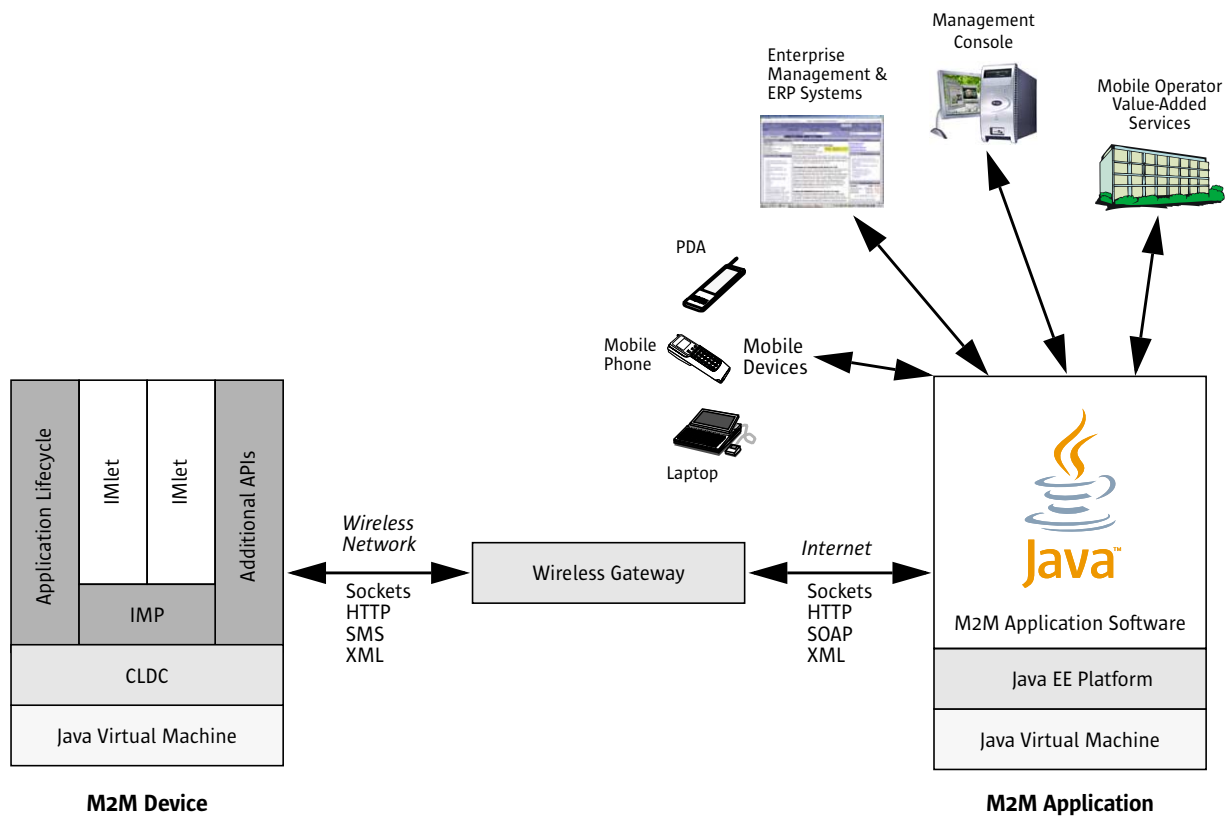 Management
Console
Enterprise
Management &
ERP Systems
Mobile Operator
Value-Added
Services
PDA
Mobile
Phone
Mobile
Devices
Laptop
Application Lifecycle
IMlet
IMlet
Additional APIs
IMP
CLDC
Java Virtual Machine
M2M Device
Wireless
Network
Sockets
HTTP
SMS
XML
Wireless Gateway
Internet
Sockets
HTTP
SOAP
XML
Java™
M2M Application Software
Java EE Platform
Java Virtual Machine
M2M Application